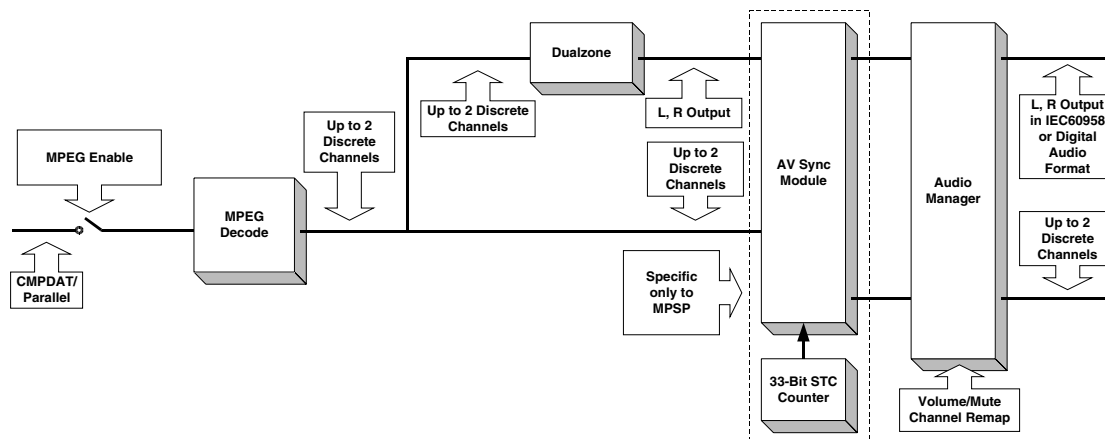 MPEG Enable
CMPDAT/
Parallel
MPEG
Decode
Up to 2
Discrete
Channels
Up to 2 Discrete
Channels
Dualzone
L, R Output
Up to 2
Discrete
Channels
Specific
only to
MPSP
AV Sync
Module
33-Bit STC
Counter
Audio
Manager
Volume/Mute
Channel Remap
L, R Output
in IEC60958
or Digital
Audio
Format
Up to 2
Discrete
Channels